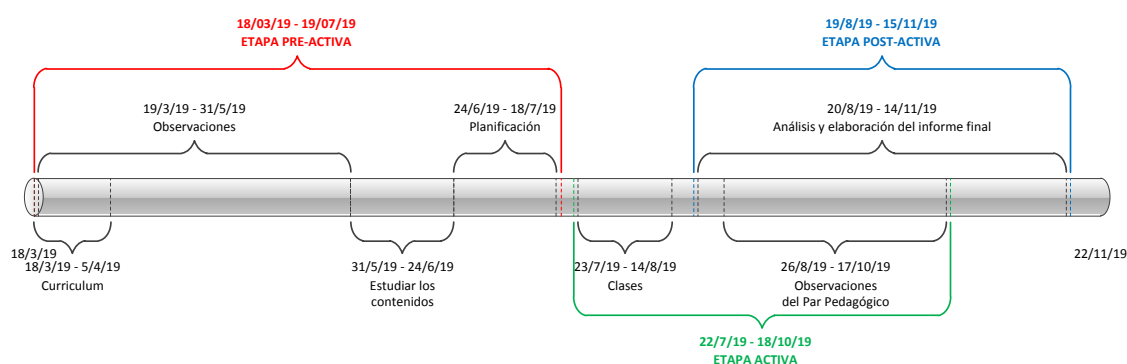 18/03/19 - 19/07/19
ETAPA PRE-ACTIVA
19/8/19 - 15/11/19
ETAPA POST-ACTIVA
19/3/19 - 31/5/19
Observaciones
24/6/19 - 18/7/19
Planificación
20/8/19 - 14/11/19
Análisis y elaboración del informe final
18/3/19
22/11/19
18/3/19 - 5/4/19
Curriculum
31/5/19 - 24/6/19
Estudiar los
contenidos
23/7/19 - 14/8/19
Clases
26/8/19 - 17/10/19
Observaciones
del Par Pedagógico
22/7/19 - 18/10/19
ETAPA ACTIVA